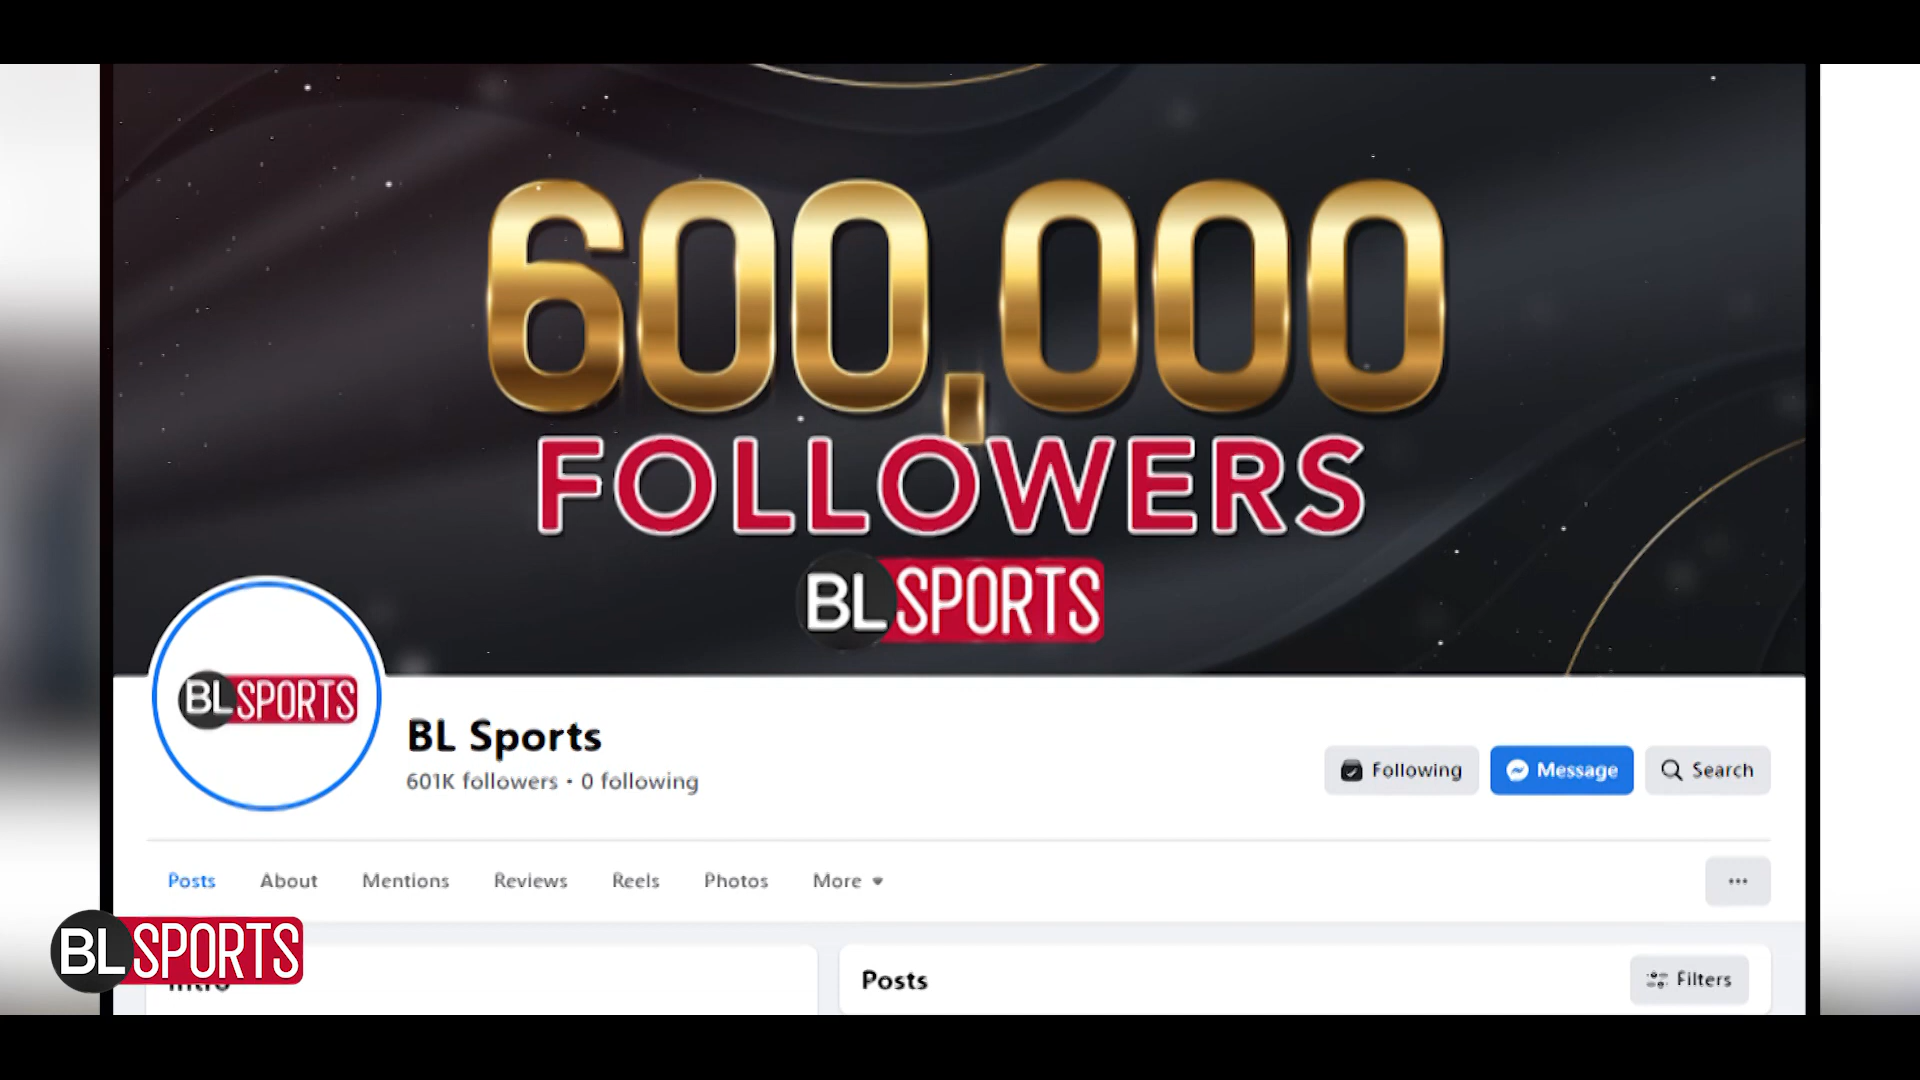 600,000
FOLLOWERS
BL SPORTS
BL SPORTS
BL Sports
601K followers • 0 following
Following
Message
Search
Posts
About
Mentions
Reviews
Reels
Photos
More
BL SPORTS
Intro
Posts
Filters